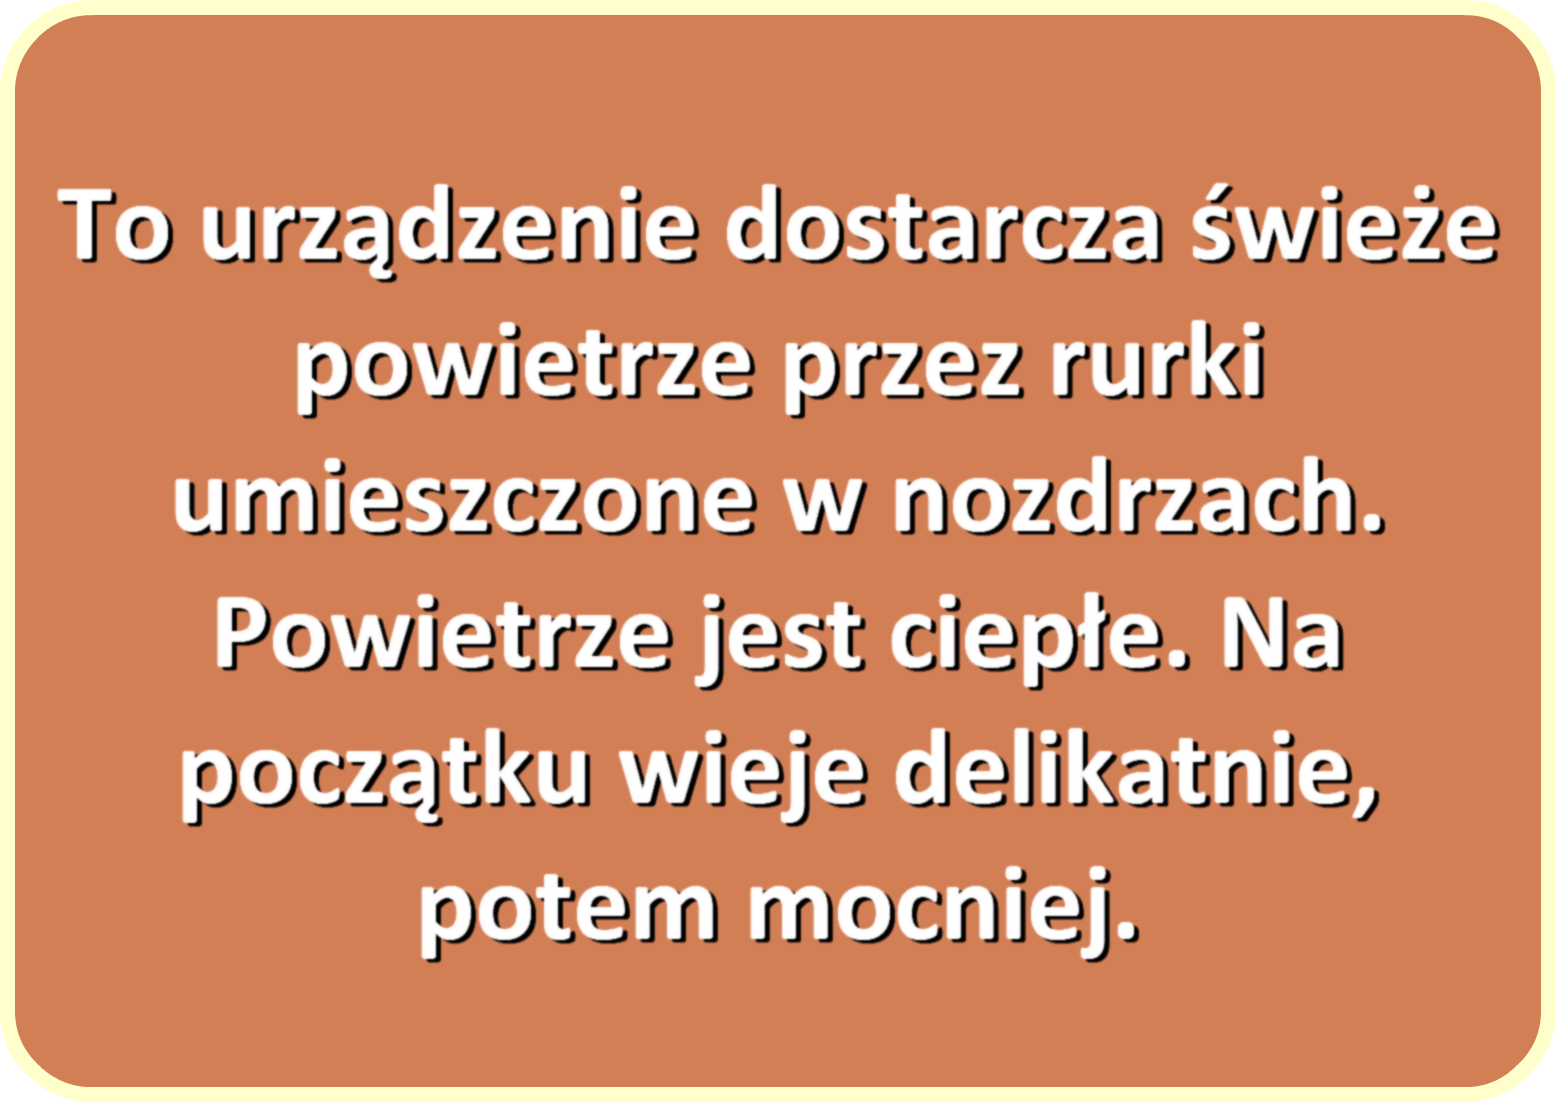 To urządzenie dostarcza świeże
powietrze przez rurki
umieszczone w nozdrzach.
Powietrze jest ciepłe. Na
początku wieje delikatnie,
potem mocniej.